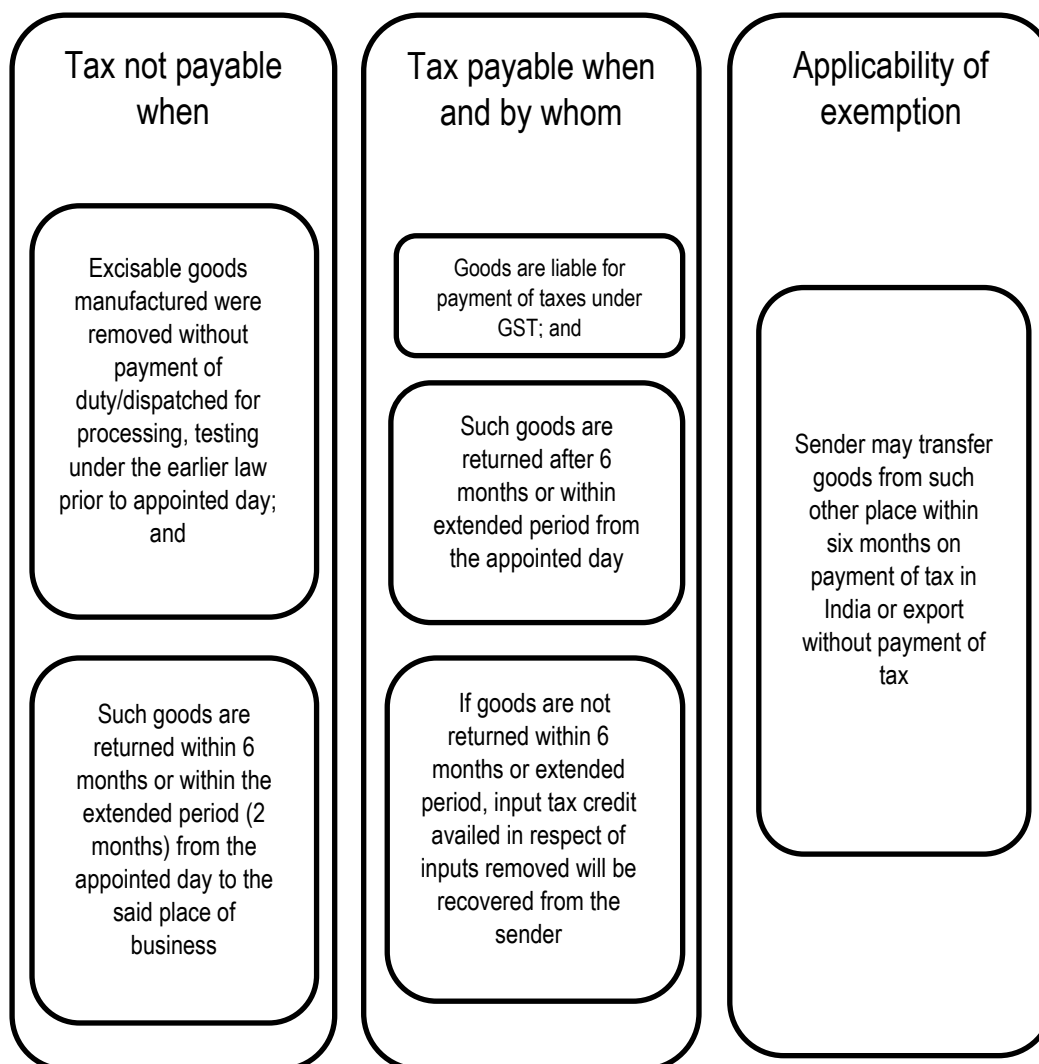 Tax not payable
when
Excisable goods
manufactured were
removed without
payment of
duty/dispatched for
processing, testing
under the earlier law
prior to appointed day;
and
Such goods are
returned within 6
months or within the
extended period (2
months) from the
appointed day to the
said place of
business
Tax payable when
and by whom
Goods are liable for
payment of taxes under
GST; and
Such goods are
returned after 6
months or within
extended period from
the appointed day
If goods are not
returned within 6
months or extended
period, input tax credit
availed in respect of
inputs removed will be
recovered from the
sender
Applicability of
exemption
Sender may transfer
goods from such
other place within
six months on
payment of tax in
India or export
without payment of
tax